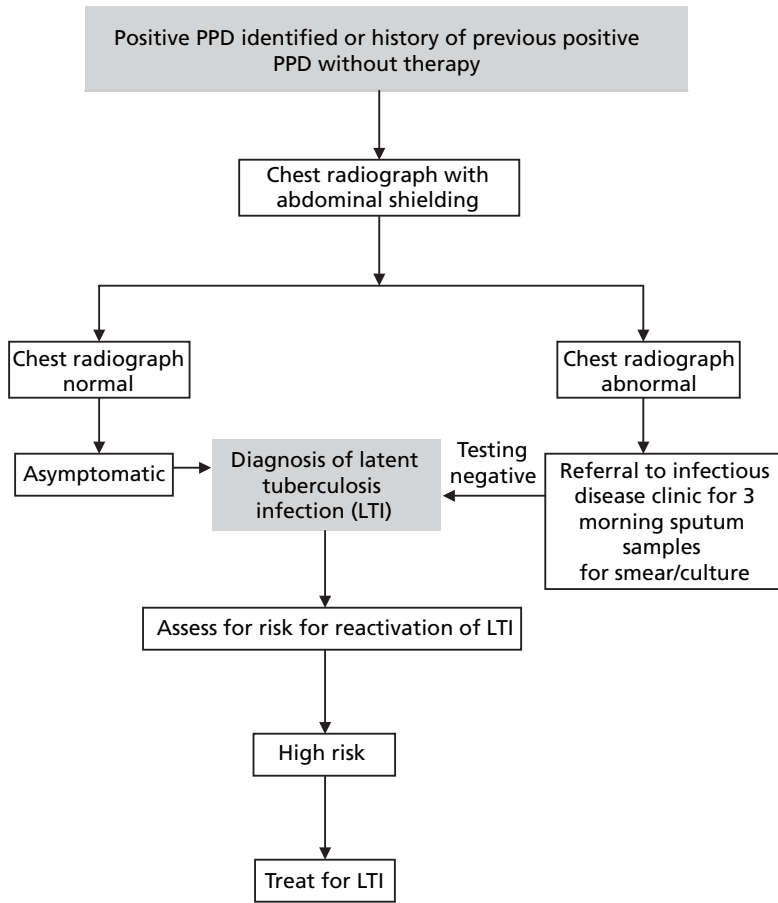 Positive PPD identified or history of previous positive
PPD without therapy
Chest radiograph with
abdominal shielding
Chest radiograph
normal
Chest radiograph
abnormal
Asymptomatic
Diagnosis of latent
tuberculosis
infection (LTI)
Testing
negative
Referral to infectious
disease clinic for 3
morning sputum
samples
for smear/culture
Assess for risk for reactivation of LTI
High risk
Treat for LTI